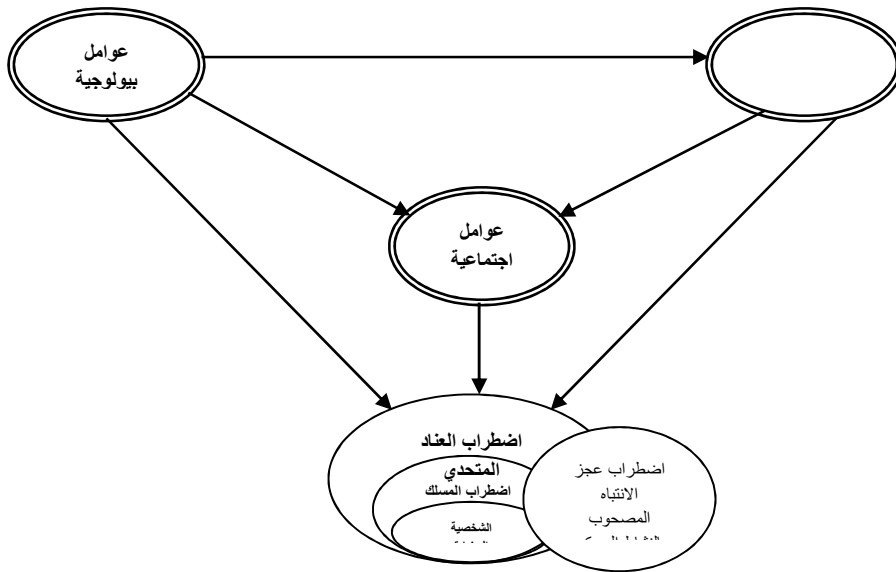 عوامل
بيولوجية
عوامل
اجتماعية
اضطراب العناد
المتحدي
اضطراب المسلك
الشخصية
اضطراب عجز
الانتباه
المصحوب